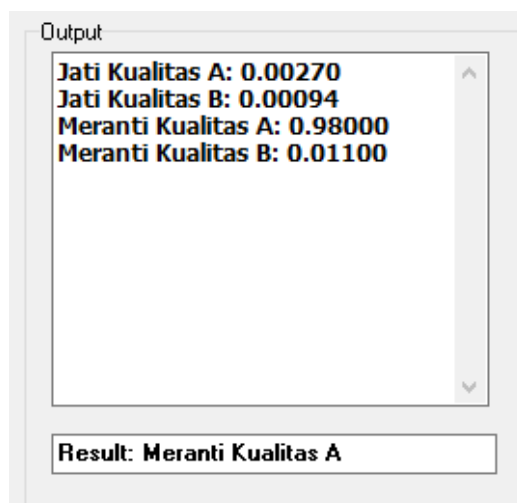 Output
Jati Kualitas A: 0.00270
Jati Kualitas B: 0.00094
Meranti Kualitas A: 0.98000
Meranti Kualitas B: 0.01100
Result: Meranti Kualitas A